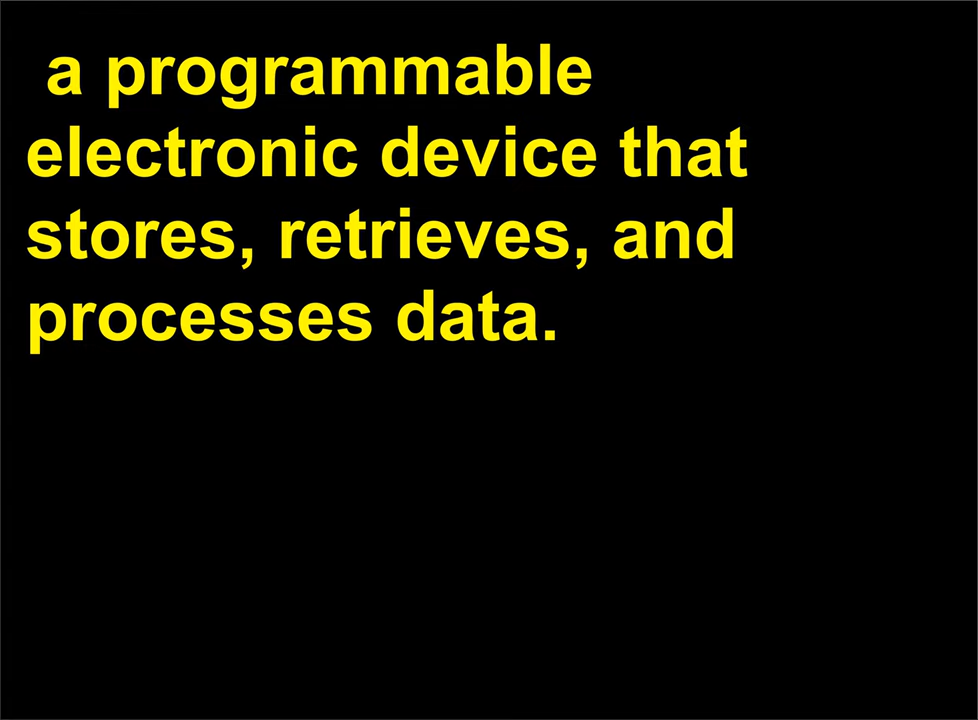 a programmable
electronic device that
stores, retrieves, and
processes data.